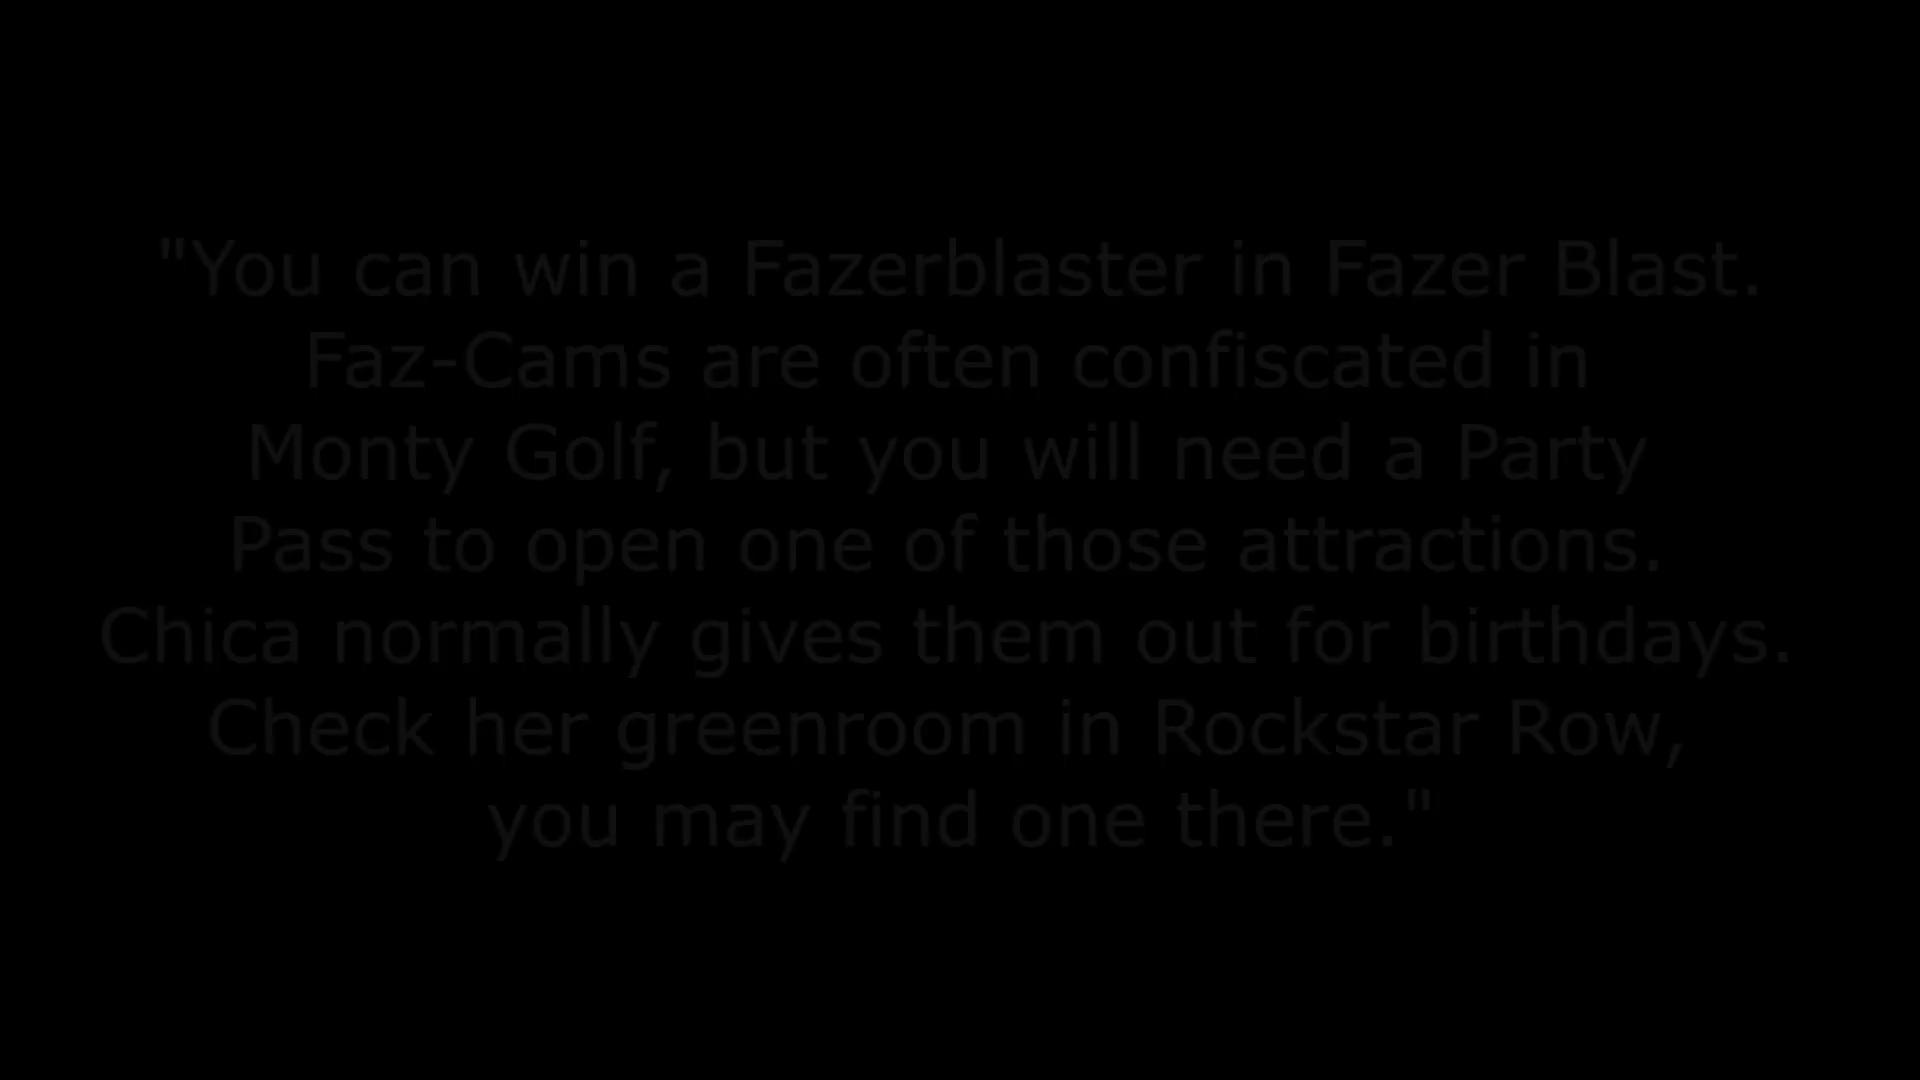 "You can win a Fazerblaster in Fazer Blast.
Faz-Cams are often confiscated in
Monty Golf, but you will need a Party
Pass to open one of those attractions.
Chica normally gives them out for birthdays.
Check her greenroom in Rockstar Row,
you may find one there."